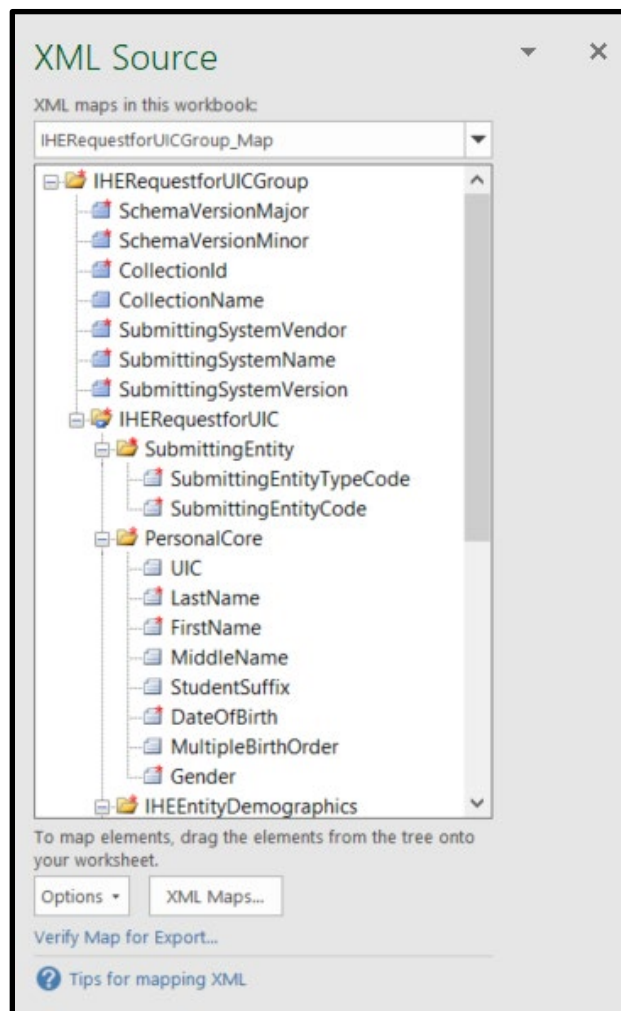 XML Source
XML maps in this workbook:
IHERequestforUICGroup_Map
IHERequestforUICGroup
SchemaVersionMajor
SchemaVersionMinor
CollectionId
CollectionName
SubmittingSystemVendor
SubmittingSystemName
SubmittingSystemVersion
IHERequestforUIC
SubmittingEntity
SubmittingEntityTypeCode
SubmittingEntityCode
PersonalCore
UIC
LastName
FirstName
MiddleName
StudentSuffix
DateOfBirth
MultipleBirthOrder
Gender
IHEEntityDemographics
To map elements, drag the elements from the tree onto
your worksheet.
Options XML Maps...
Verify Map for Export...
? Tips for mapping XML